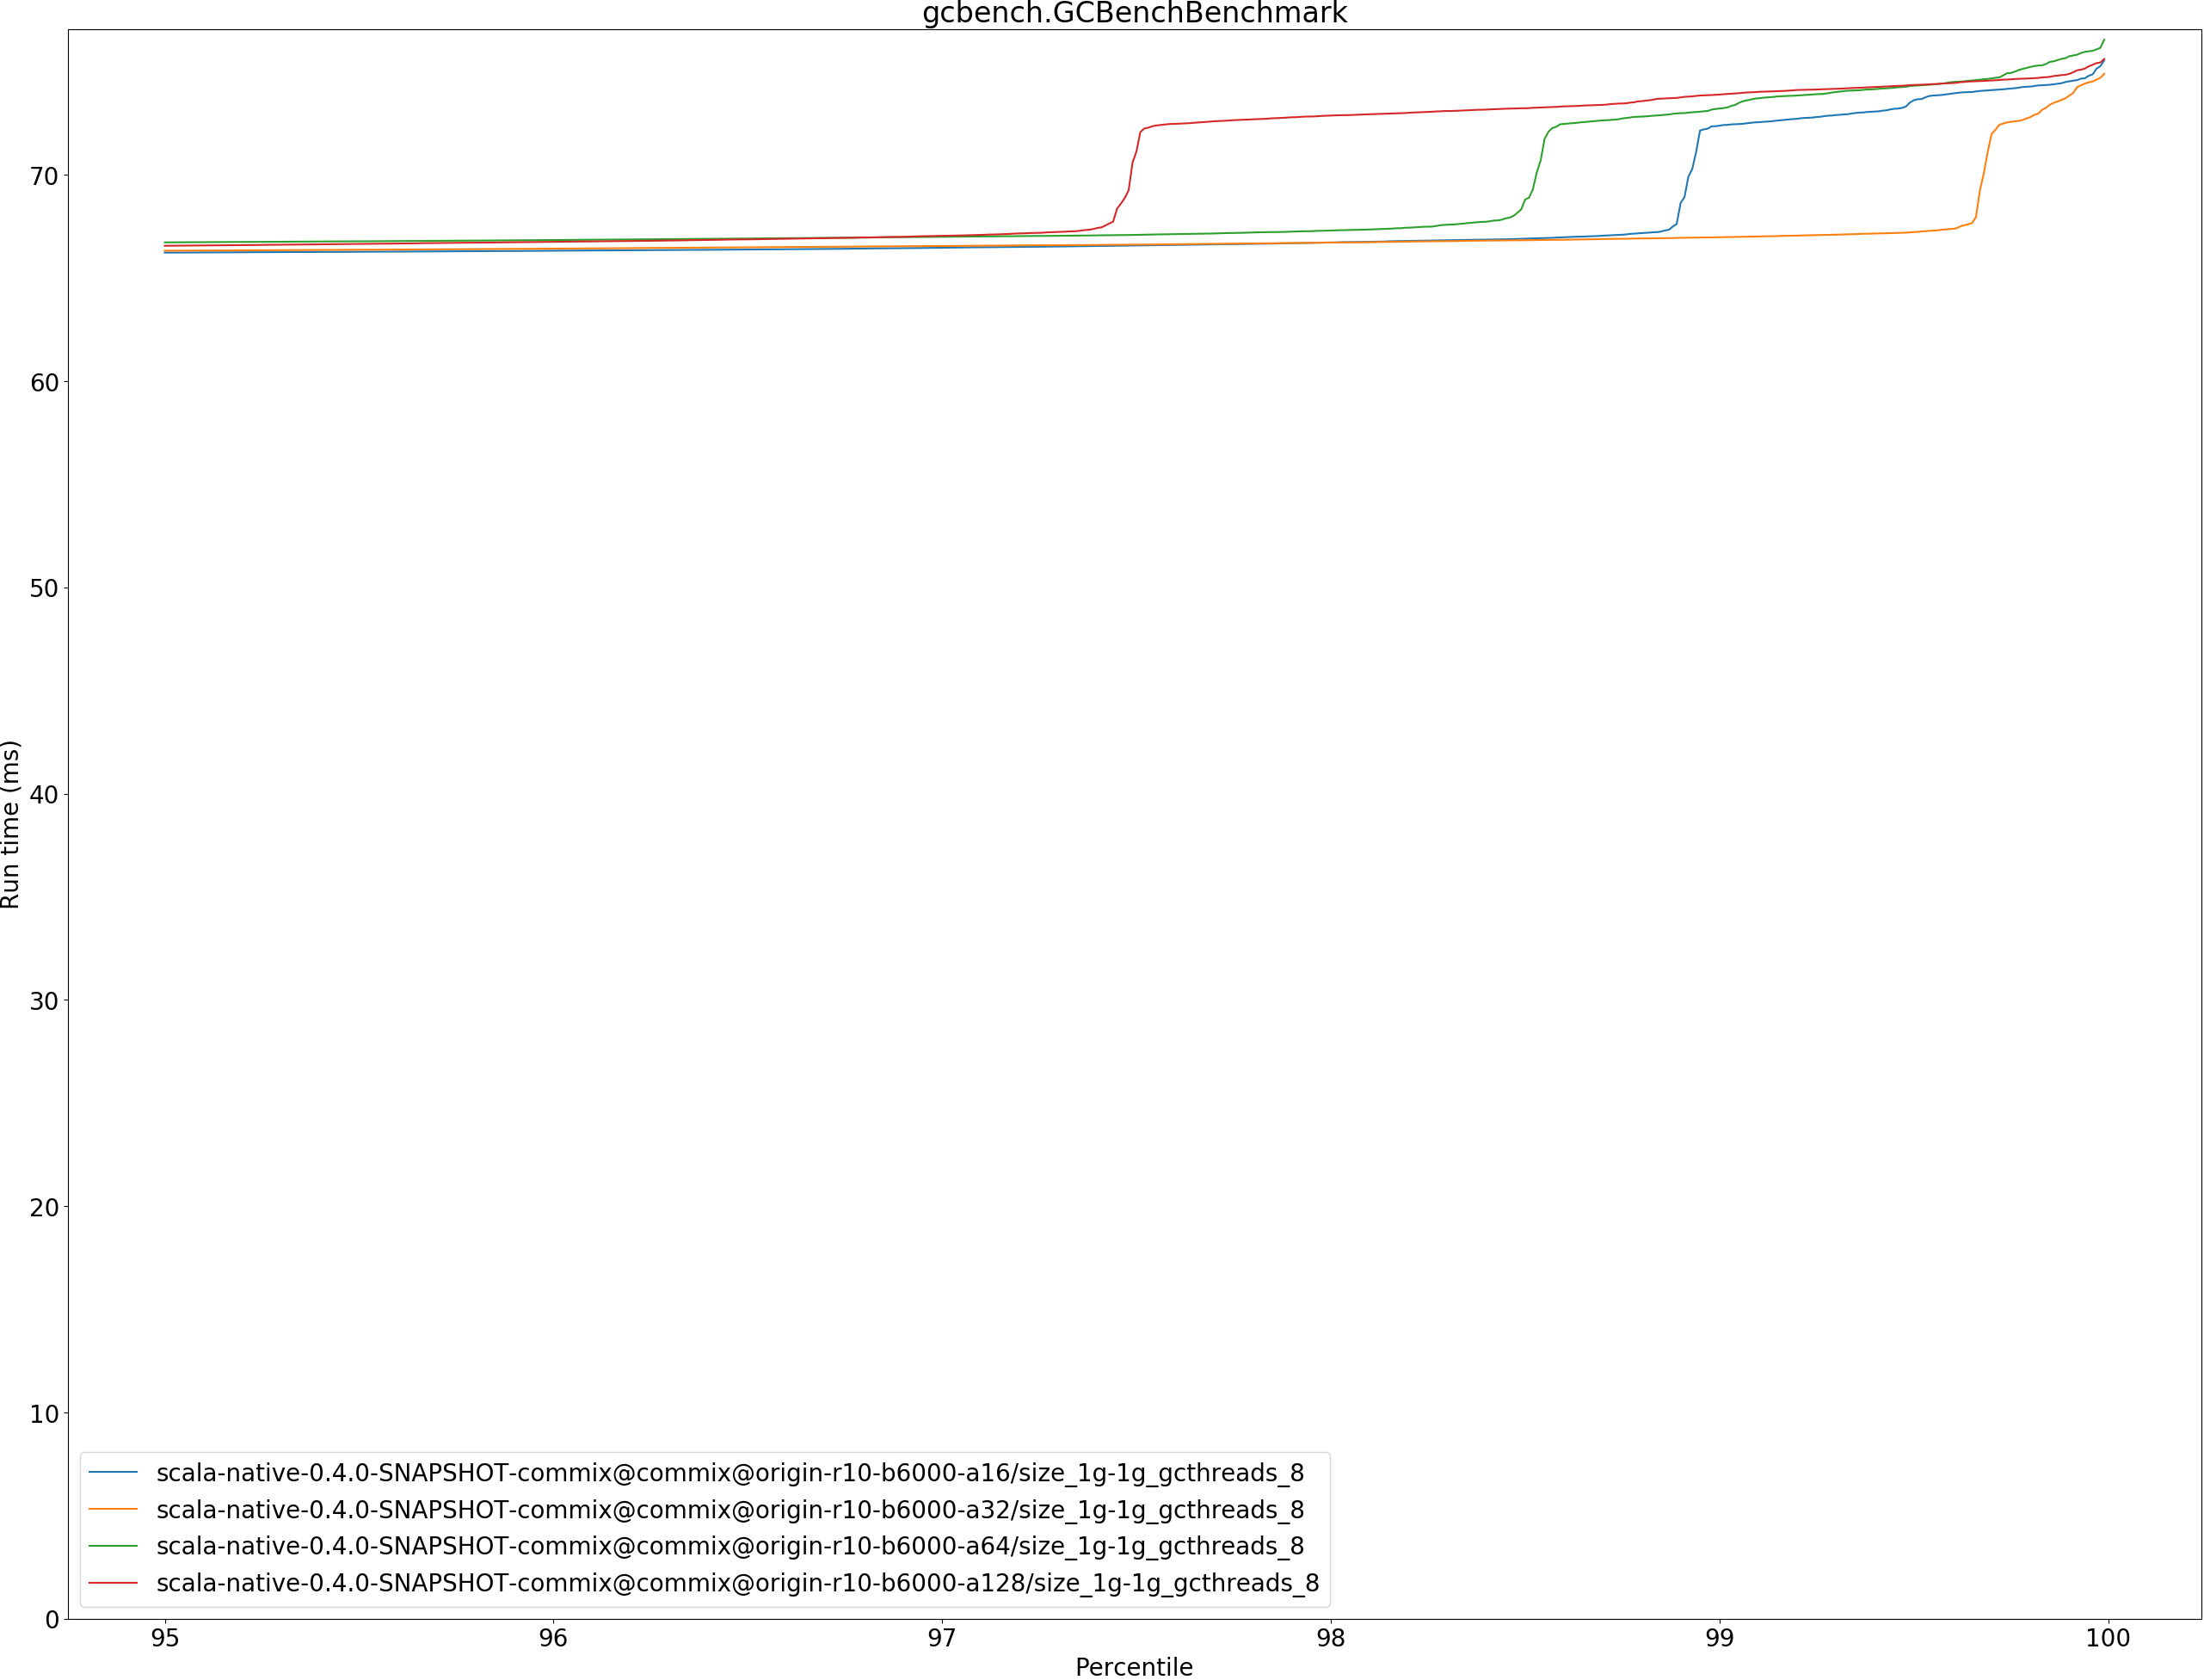 gcbench.GCBenchBenchmark
Run time (ms)
70
60
50
40
30
20
10
0
scala-native-0.4.0-SNAPSHOT-commix@commix@origin-r10-b6000-a16/size_1g-1g_gcthreads_8
scala-native-0.4.0-SNAPSHOT-commix@commix@origin-r10-b6000-a32/size_1g-1g_gcthreads_8
scala-native-0.4.0-SNAPSHOT-commix@commix@origin-r10-b6000-a64/size_1g-1g_gcthreads_8
scala-native-0.4.0-SNAPSHOT-commix@commix@origin-r10-b6000-a128/size_1g-1g_gcthreads_8
95 96 97 98 99 100
Percentile